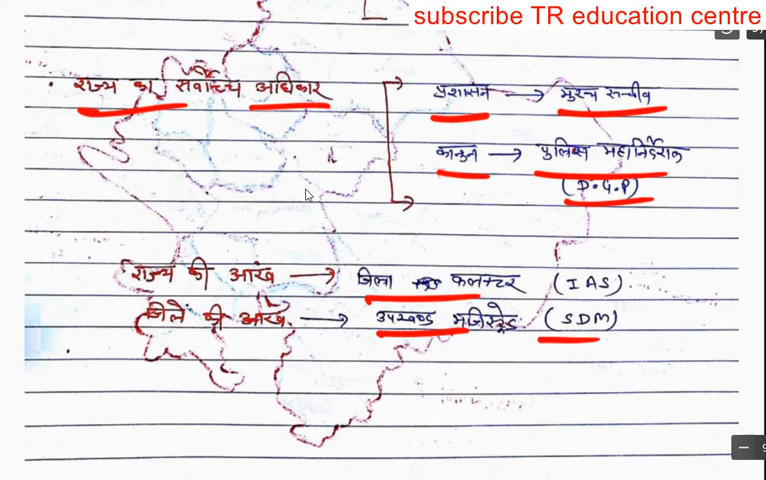 subscribe TR education centre
राज्य का सर्वोच्च अधिकार
प्रशासन → मुख्य सचीव
कानुन → पुलिस महानिर्देशक
(D.G.P)
राज्य की आंख → जिला कलक्टर (IAS)
जिले की आंख → उपखण्ड मजिस्ट्रेड (SDM)